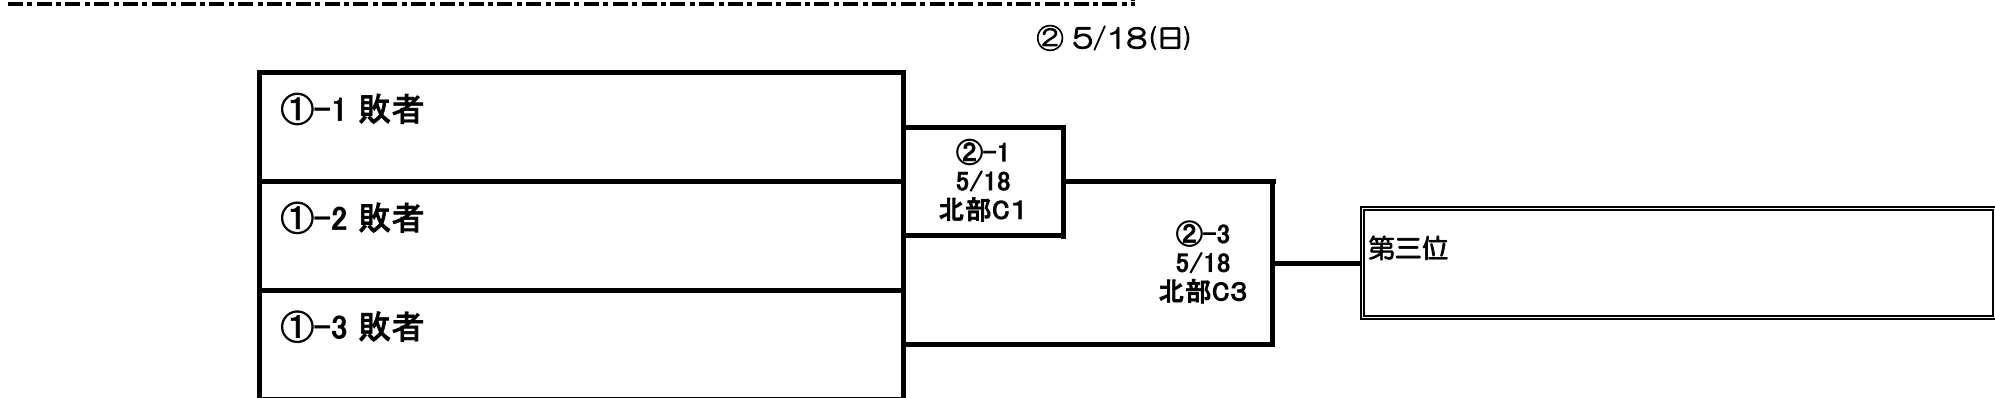 ② 5/18(日)
①-1 敗者
②-1
5/18
北部C1
①-2 敗者
②-3
5/18
北部C3
第三位
①-3 敗者